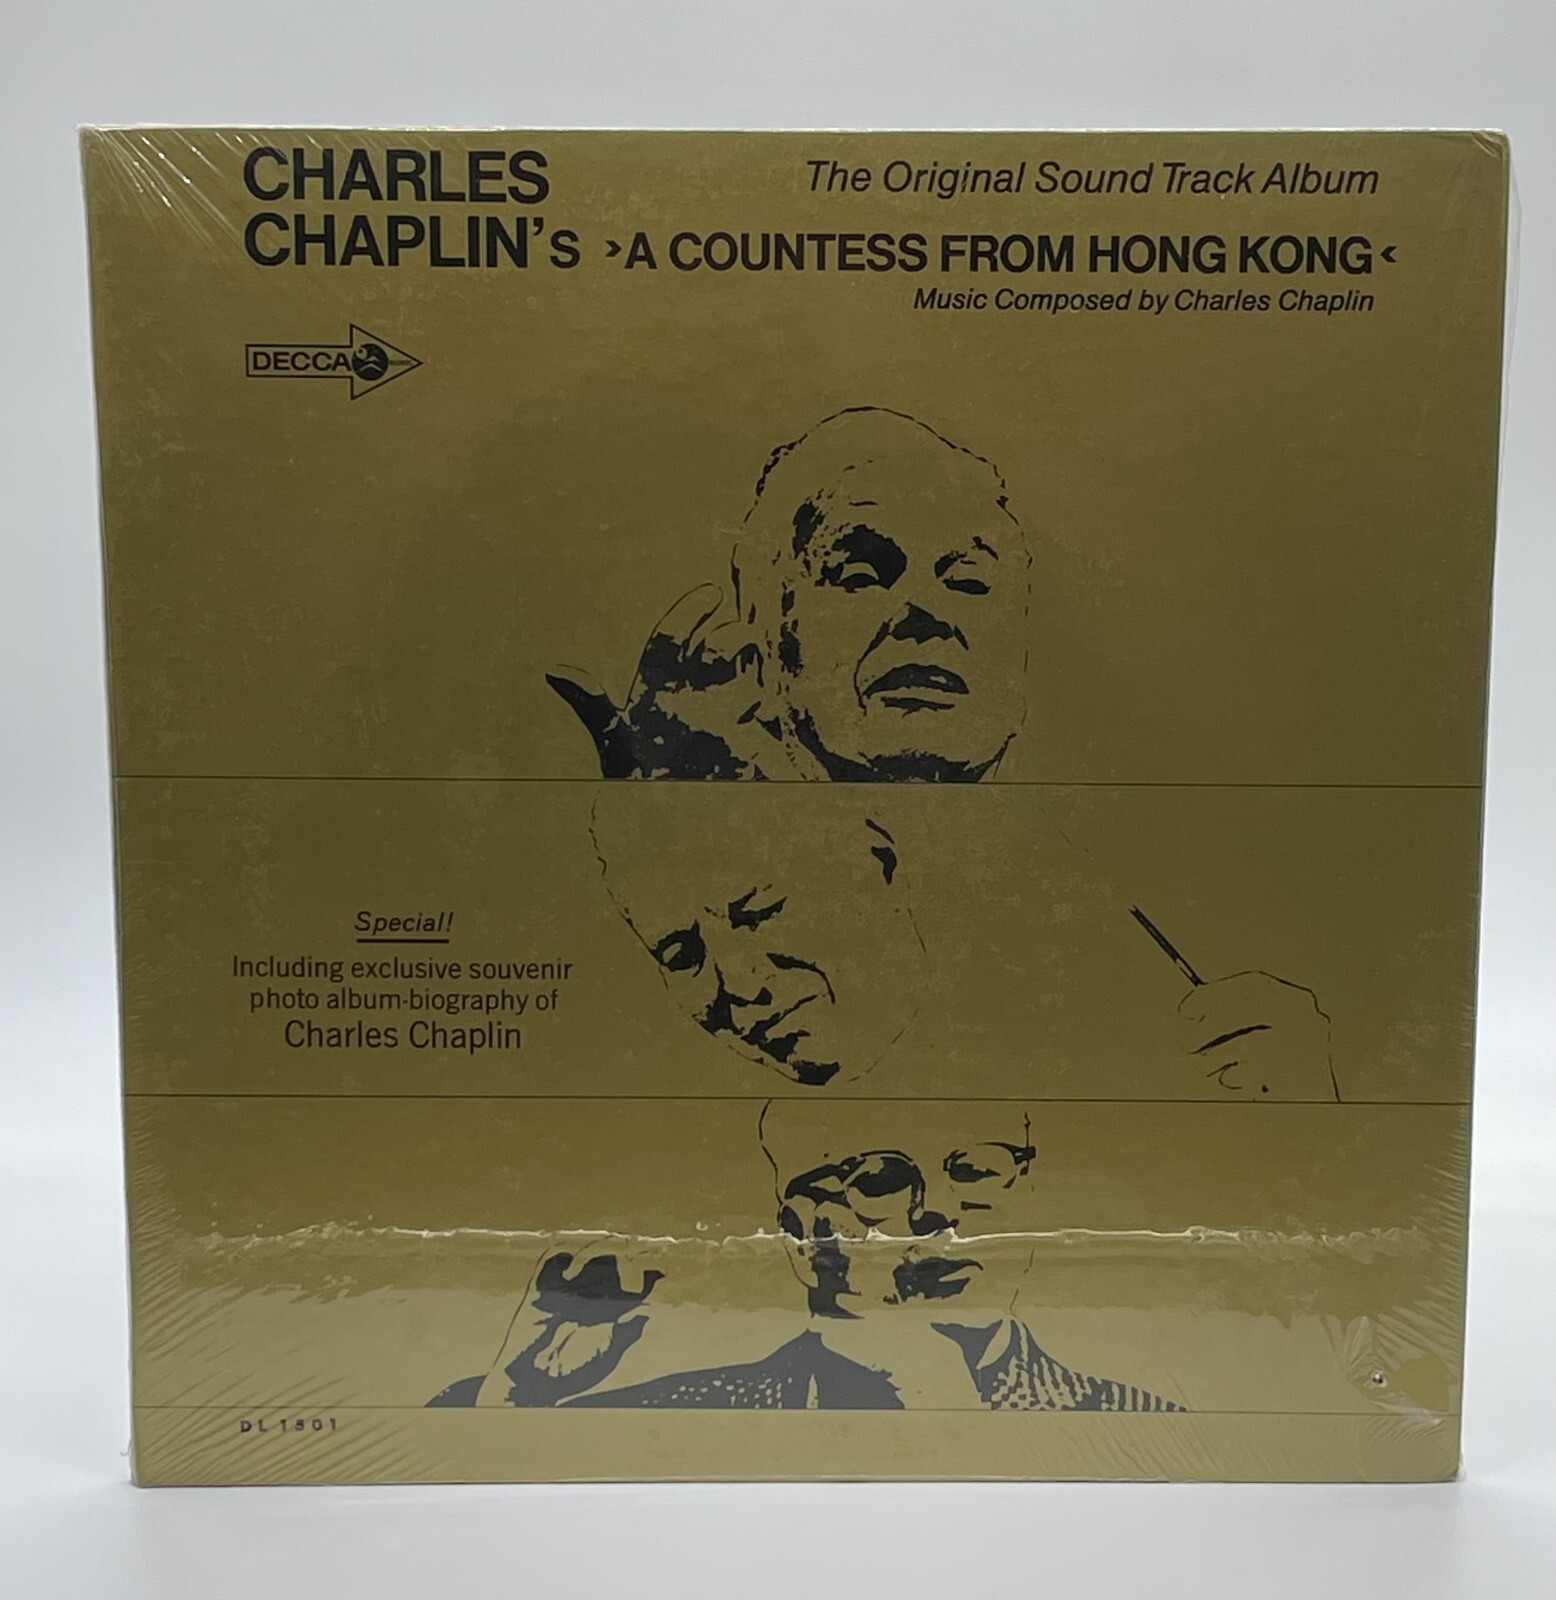 CHARLES
CHAPLIN's ›A COUNTESS FROM HONG KONG‹
The Original Sound Track Album
Music Composed by Charles Chaplin
DECCA
Special!
Including exclusive souvenir
photo album-biography of
Charles Chaplin
DL 1501